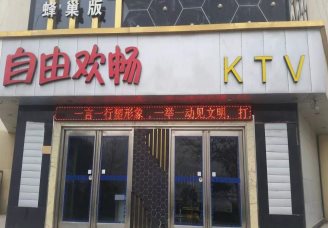 蜂巢版
自由欢畅 KTV
一言一行塑形象，一举一动见文明，打